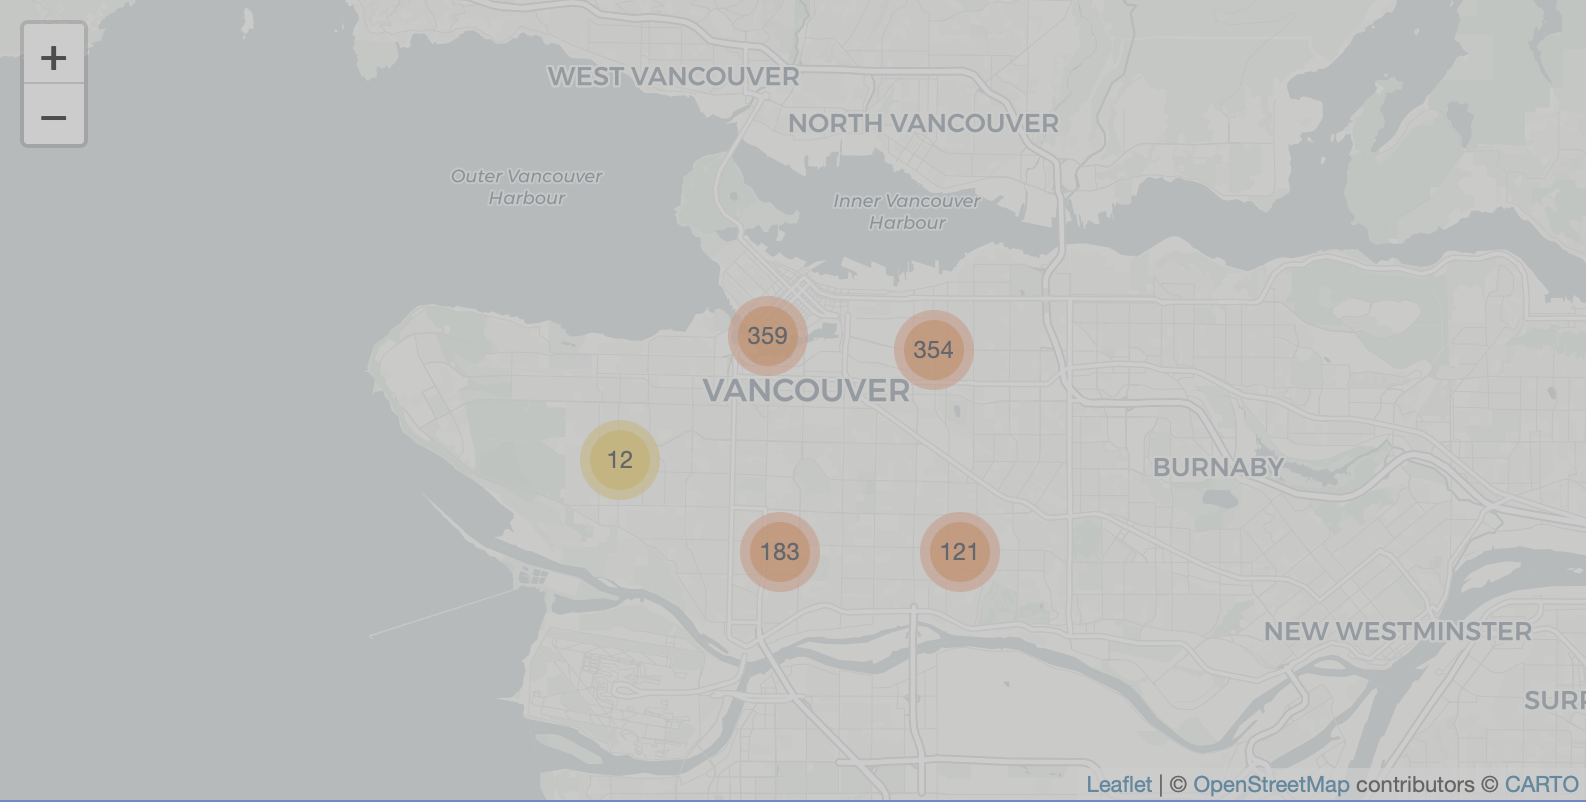 +
−
WEST VANCOUVER
NORTH VANCOUVER
Outer Vancouver
Harbour
Inner Vancouver
Harbour
359
354
VANCOUVER
12
BURNABY
183
121
NEW WESTMINSTER
SURR
Leaflet | © OpenStreetMap contributors © CARTO